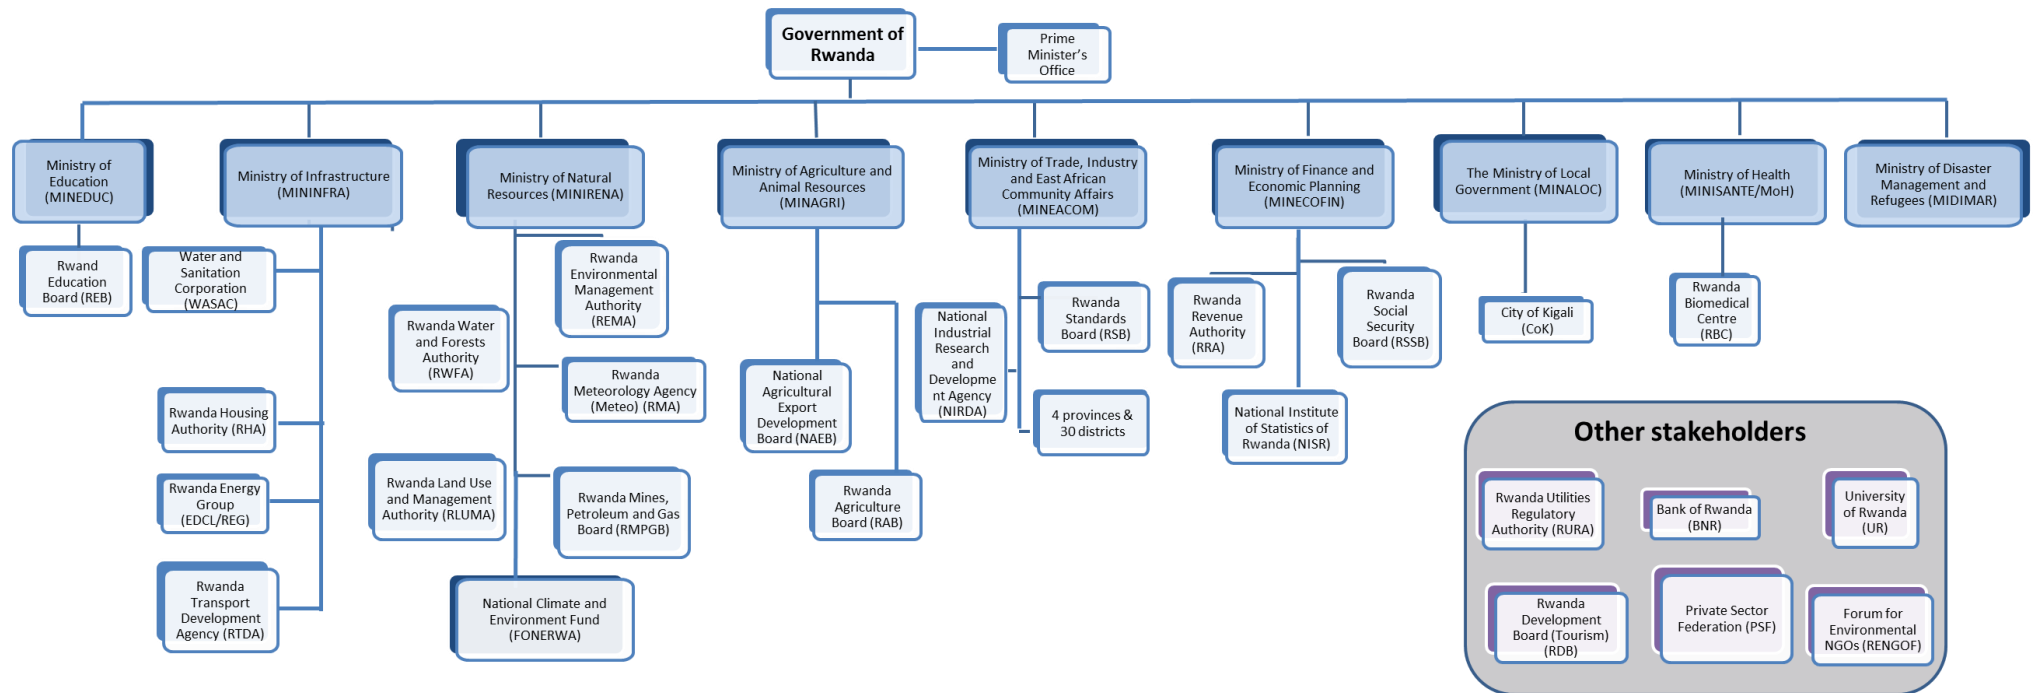 Government of
Rwanda
Prime
Minister’s
Office
Ministry of
Education
(MINEDUC)
Ministry of Infrastructure
(MININFRA)
Ministry of Natural
Resources (MINIRENA)
Ministry of Agriculture and
Animal Resources
(MINAGRI)
Ministry of Trade, Industry
and East African
Community Affairs
(MINEACOM)
Ministry of Finance and
Economic Planning
(MINECOFIN)
The Ministry of Local
Government (MINALOC)
Ministry of Health
(MINISANTE/MoH)
Ministry of Disaster
Management and
Refugees (MIDIMAR)
Rwand
Education
Board (REB)
Water and
Sanitation
Corporation
(WASAC)
Rwanda Housing
Authority (RHA)
Rwanda Energy
Group
(EDCL/REG)
Rwanda
Transport
Development
Agency (RTDA)
Rwanda
Environmental
Management
Authority
(REMA)
Rwanda Water
and Forests
Authority
(RWFA)
Rwanda
Meteorology Agency
(Meteo) (RMA)
Rwanda Land Use
and Management
Authority (RLUMA)
Rwanda Mines,
Petroleum and Gas
Board (RMPGB)
National Climate and
Environment Fund
(FONERWA)
National
Agricultural
Export
Development
Board (NAEB)
Rwanda
Agriculture
Board (RAB)
National
Industrial
Research
and
Developme
nt Agency
(NIRDA)
Rwanda
Standards
Board (RSB)
4 provinces &
30 districts
Rwanda
Revenue
Authority
(RRA)
Rwanda
Social
Security
Board (RSSB)
National Institute
of Statistics of
Rwanda (NISR)
City of Kigali
(CoK)
Rwanda
Biomedical
Centre
(RBC)
Other stakeholders
Rwanda Utilities
Regulatory
Authority (RURA)
Bank of Rwanda
(BNR)
University
of Rwanda
(UR)
Rwanda
Development
Board (Tourism)
(RDB)
Private Sector
Federation (PSF)
Forum for
Environmental
NGOs (RENGOF)